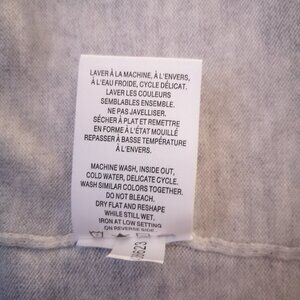 LAVER À LA MACHINE, À L'ENVERS,
À L'EAU FROIDE, CYCLE DÉLICAT.
LAVER LES COULEURS
SEMBLABLES ENSEMBLE.
NE PAS JAVELLISER.
SÉCHER À PLAT ET REMETTRE
EN FORME À L'ÉTAT MOUILLÉ
REPASSER À BASSE TEMPÉRATURE
À L'ENVERS.
MACHINE WASH, INSIDE OUT,
COLD WATER, DELICATE CYCLE.
WASH SIMILAR COLORS TOGETHER.
DO NOT BLEACH.
DRY FLAT AND RESHAPE
WHILE STILL WET.
IRON AT LOW SETTING
ON REVERSE SIDE.